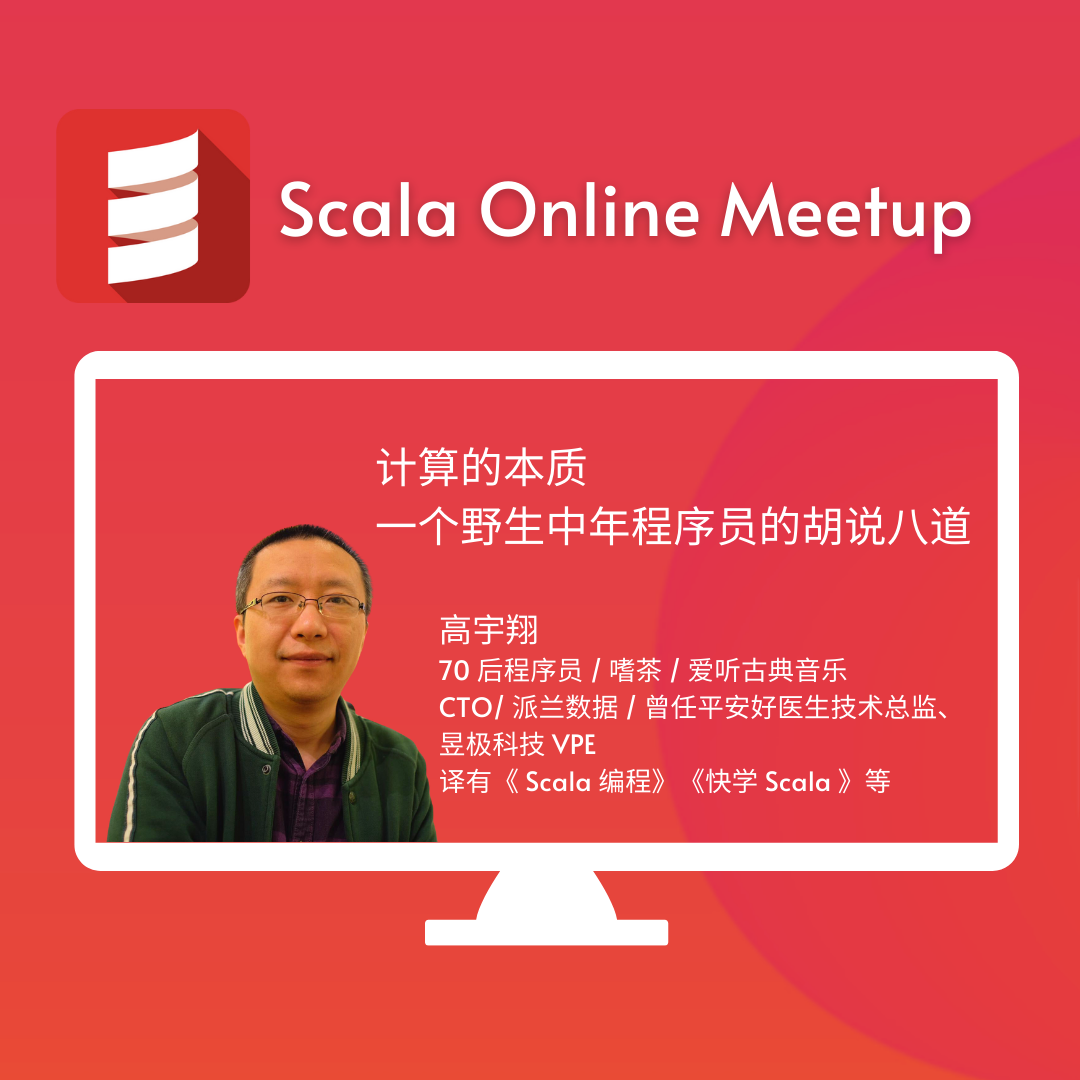 Scala Online Meetup
计算的本质
一个野生中年程序员的胡说八道
高宇翔
70 后程序员 / 嗜茶 / 爱听古典音乐
CTO/ 派兰数据 / 曾任平安好医生技术总监、
昱极科技 VPE
译有《 Scala 编程》《快学 Scala 》等